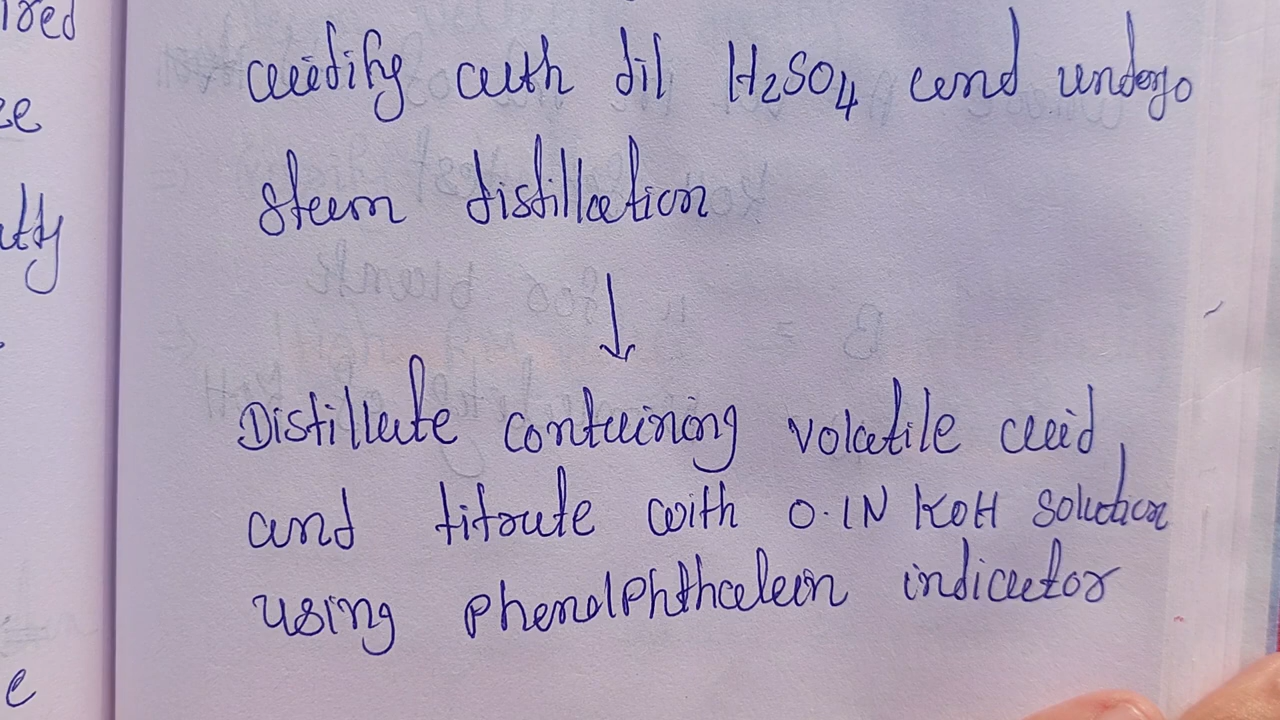 acidify with dil H2SO4 and undergo
steam distillation
↓
Distillate containing volatile acid,
and titrate with 0.1N KOH solution
using phenolphthalein indicator